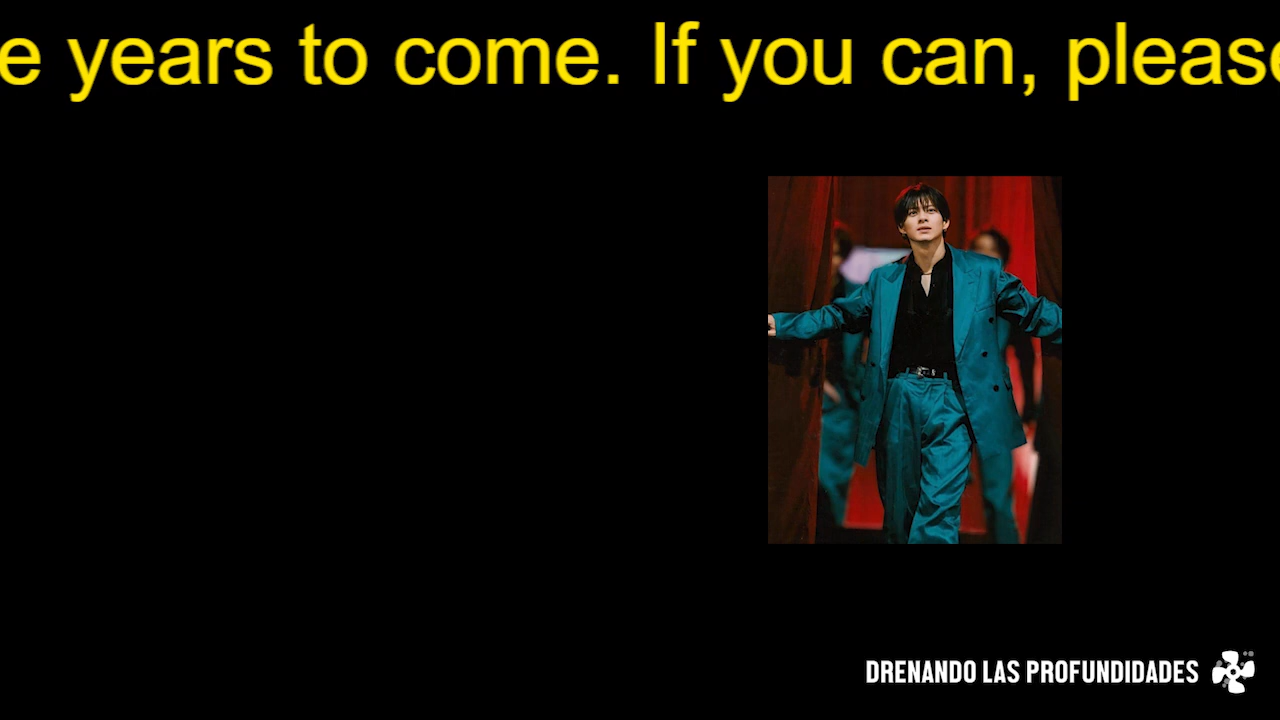 e years to come. If you can, please
DRENANDO LAS PROFUNDIDADES